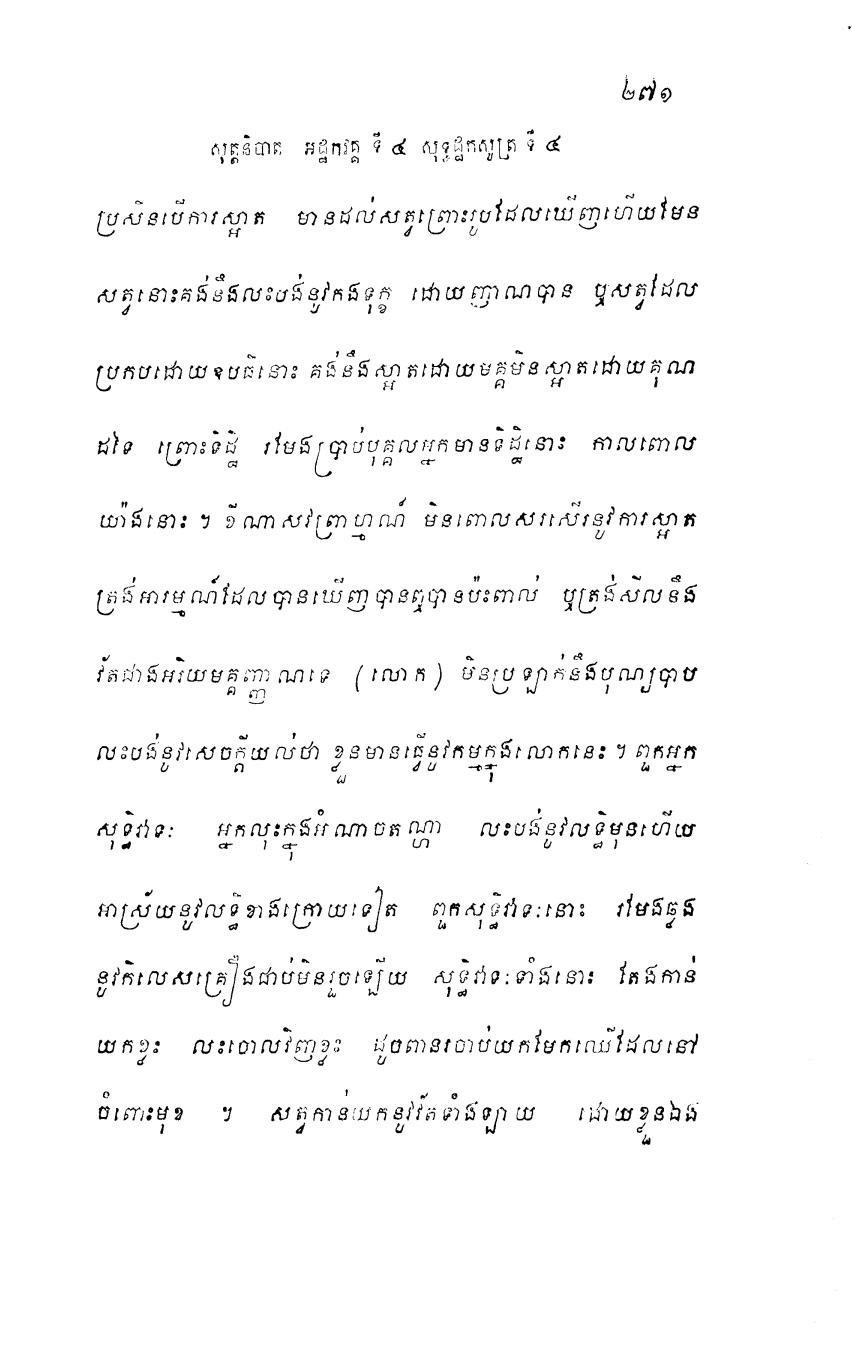 ២៧១
សុត្តនិបាត អដ្ឋកវគ្គ ទី ៤ សុទ្ធដ្ឋកសូត្រ ទី ៤
ប្រសិនបើការស្អាត មានដល់សត្វព្រោះរូបដែលឃើញហើយមែន
សត្វនោះគង់នឹងលះបង់នូវកងទុក្ខ ដោយញាណបាន ឬសត្វដែល
ប្រកបដោយឧបធិនោះ គង់នឹងស្អាតដោយមគ្គមិនស្អាតដោយគុណ
ដទៃ ព្រោះទិដ្ឋិ រមែងប្រាប់បុគ្គលអ្នកមានទិដ្ឋិនោះ កាលពោល
យ៉ាងនោះ ។ ខីណាសវព្រាហ្មណ៍ មិនពោលសរសើរនូវការស្អាត
ត្រង់អារម្មណ៍ដែលបានឃើញបានឮបានប៉ះពាល់ ឬត្រង់សីលនឹង
វ័តជាងអរិយមគ្គញ្ញាណទេ (លោក) មិនប្រឡាក់នឹងបុណ្យបាប
លះបង់នូវសេចក្តីយល់ថា ខ្លួនមានធ្វើនូវកម្មក្នុងលោកនេះ ។ ពួកអ្នក
សុទ្ធិវាទៈ អ្នកលុះក្នុងអំណាចតណ្ហា លះបង់នូវលទ្ធិមុនហើយ
អាស្រ័យនូវលទ្ធិខាងក្រោយទៀត ពួកសុទ្ធិវាទៈនោះ រមែងឆ្លង
នូវកិលេសគ្រឿងជាប់មិនរួចឡើយ សុទ្ធិវាទៈទាំងនោះ តែងកាន់
យកខ្លះ លះចោលវិញខ្លះ ដូចពានរចាប់យកមែកឈើដែលនៅ
ចំពោះមុខ ។ សត្វកាន់យកនូវវ័តទាំងឡាយ ដោយខ្លួនឯង